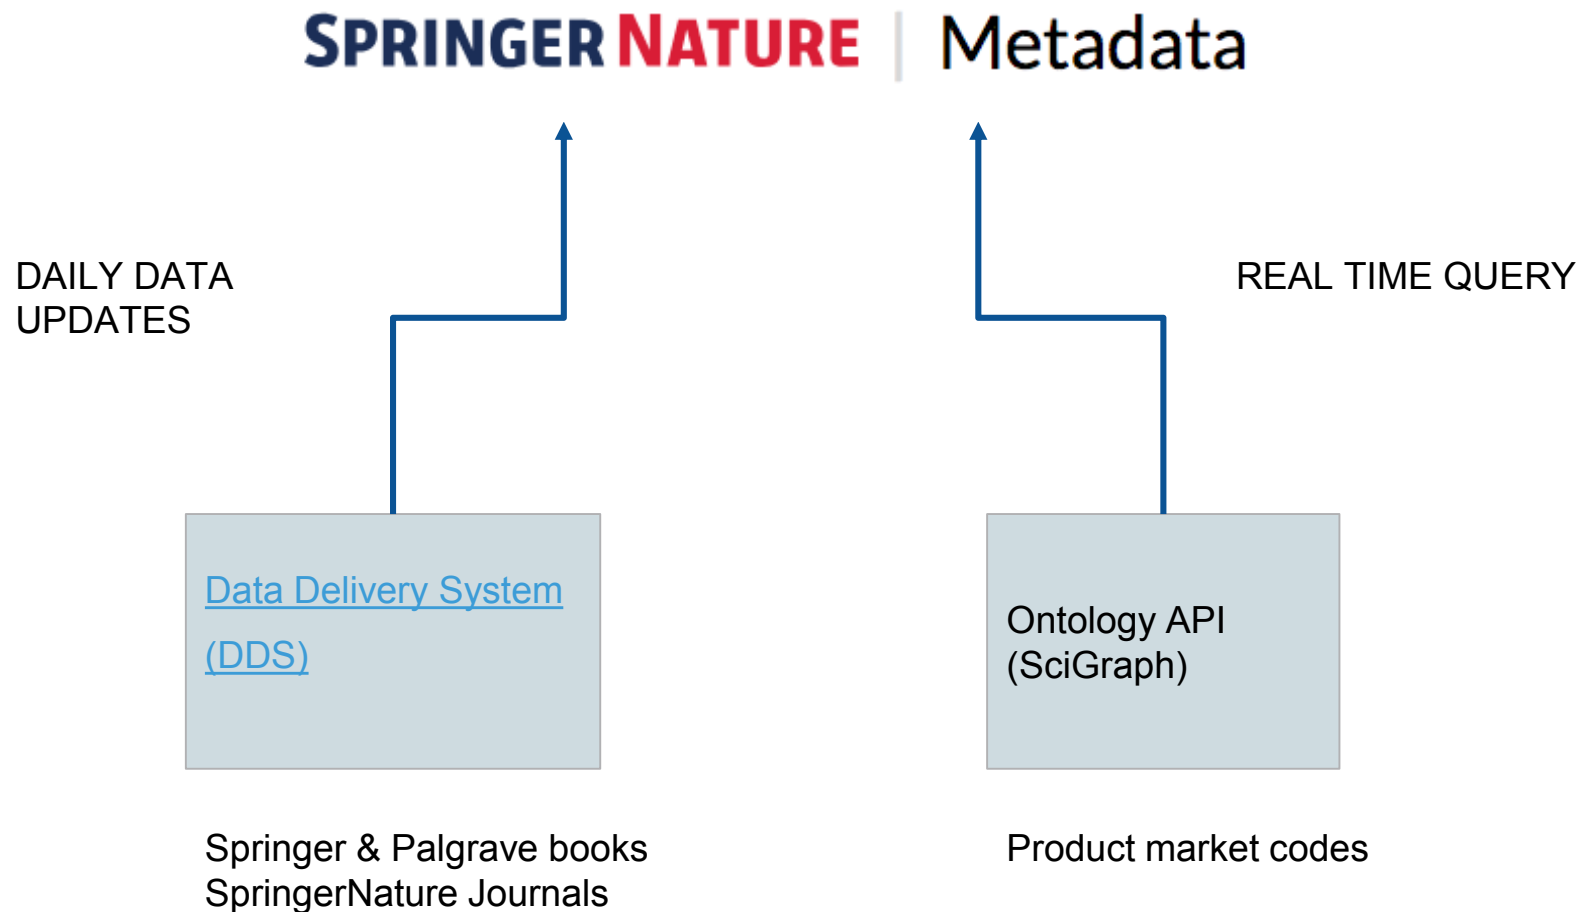 SPRINGER NATURE | Metadata
DAILY DATA
UPDATES
REAL TIME QUERY
Data Delivery System
(DDS)
Ontology API
(SciGraph)
Springer & Palgrave books
SpringerNature Journals
Product market codes